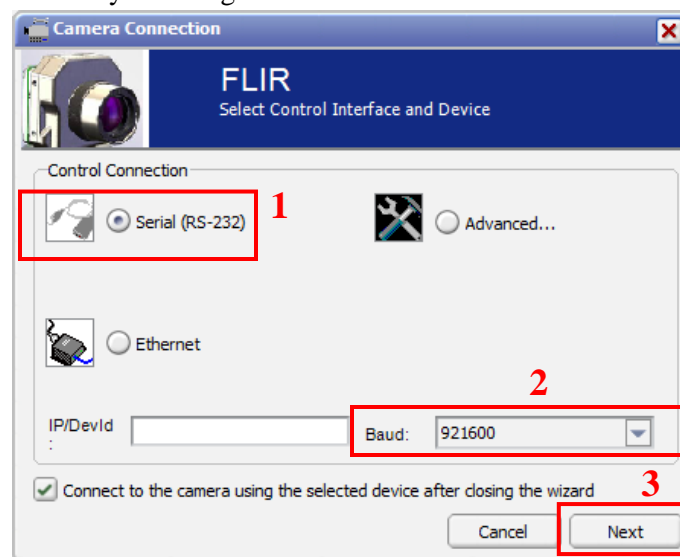 Camera Connection
FLIR
Select Control Interface and Device
Control Connection
1
Serial (RS-232)
Advanced...
Ethernet
2
IP/DevId
:
Baud:
921600
Connect to the camera using the selected device after closing the wizard
3
Cancel
Next